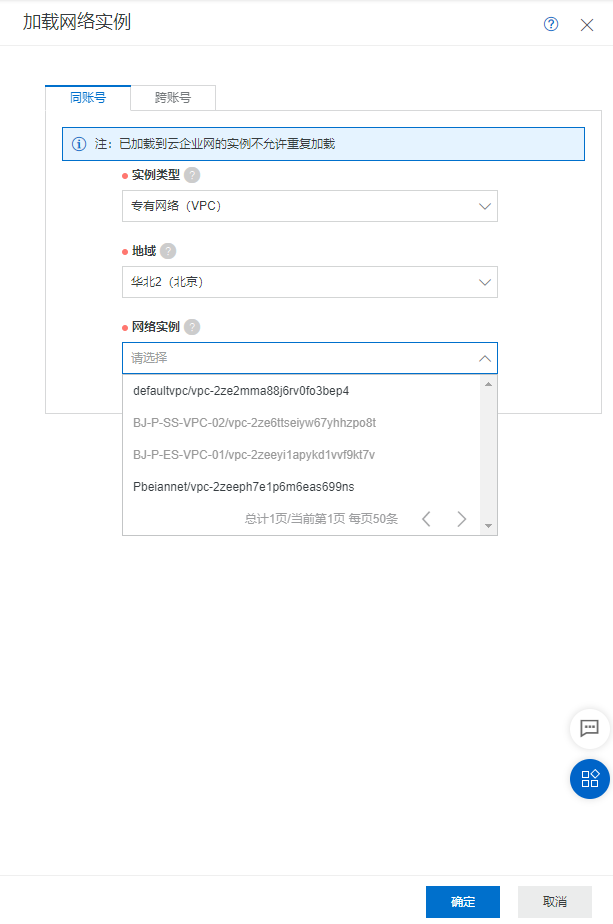 加载网络实例
同账号
跨账号
注：已加载到云企业网的实例不允许重复加载
实例类型
专有网络（VPC）
地域
华北2（北京）
网络实例
请选择
defaultvpc/vpc-2ze2mma88j6rv0fo3bep4
BJ-P-SS-VPC-02/vpc-2ze6ttseiyw67yhhzpo8t
BJ-P-ES-VPC-01/vpc-2zeeyi1apykd1vvf9kt7v
Pbeiannet/vpc-2zeeph7e1p6m6eas699ns
总计1页/当前第1页 每页50条
确定
取消